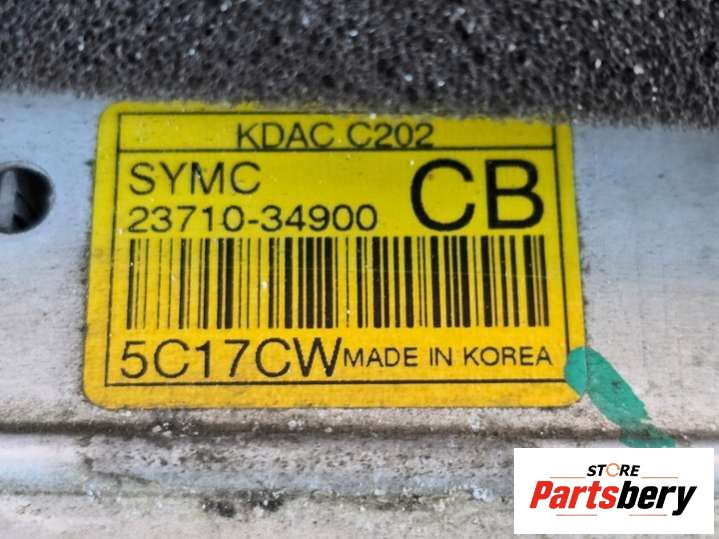 KDAC C202
SYMC CB
23710-34900
5C17CW MADE IN KOREA
STORE
Partsbery